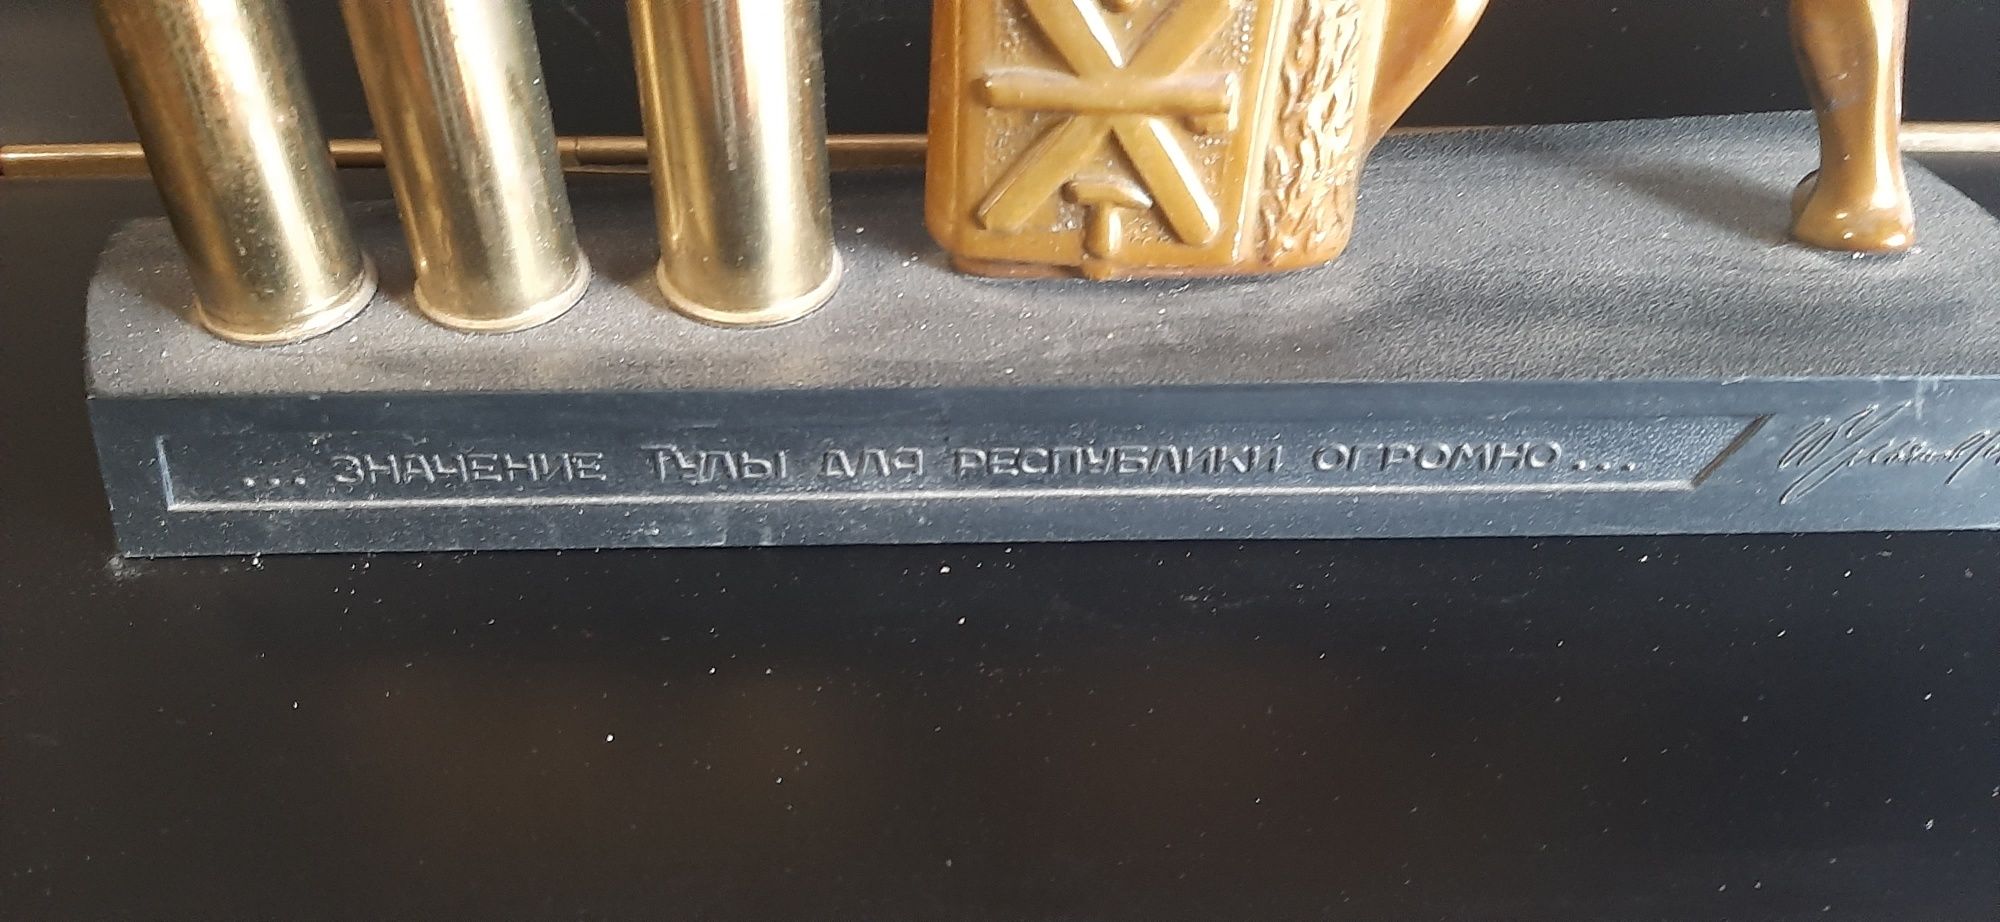 ... ЗНАЧЕНИЕ ТУЛЫ ДЛЯ РЕСПУБЛИКИ ОГРОМНО...